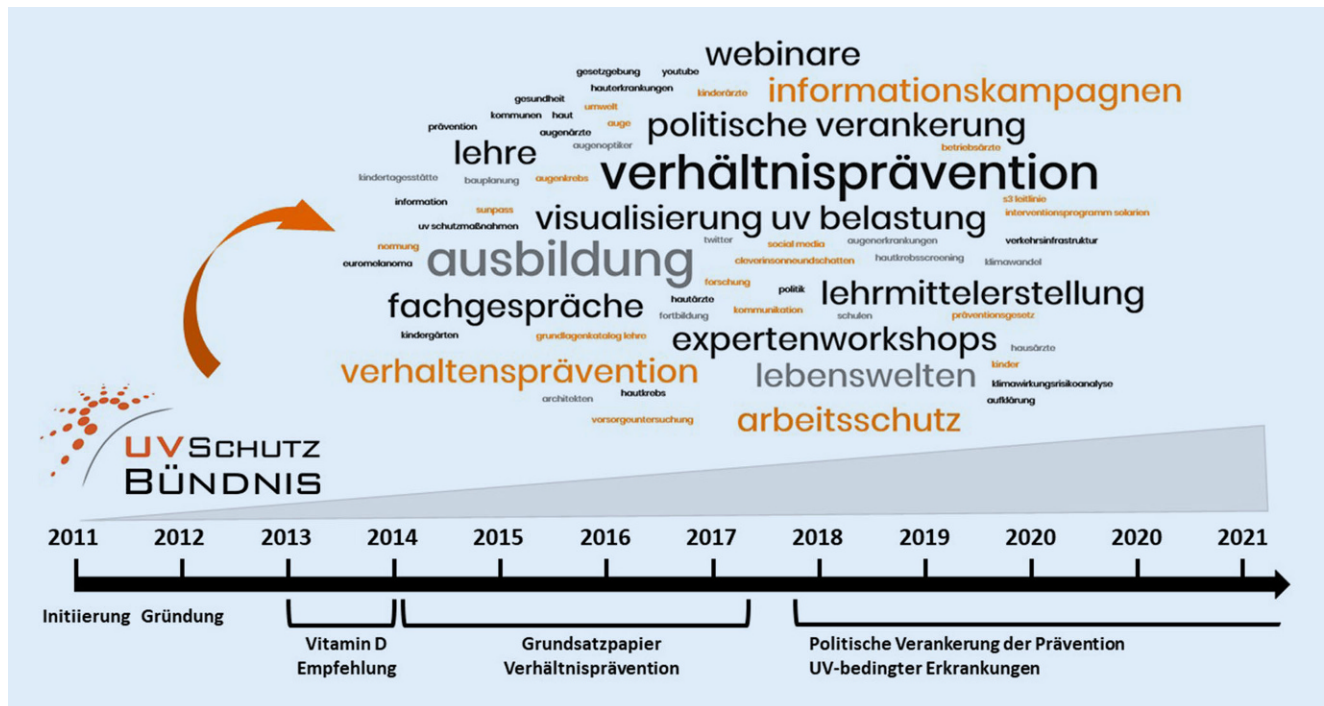 webinare
gesetzgebung youtube
hauterkrankungen kinderärzte informationskampagnen
gesundheit umwelt
kommunen haut
prävention augenärzte auge politische verankerung
lehre augenoptiker betriebsärzte
verhältnisprävention
kindertagesstätte bauplanung augenkrebs
information s3 leitlinie
sunpass visualisierung uv belastung interventionsprogramm solarien
uv schutzmaßnahmen
normung ausbildung twitter social media augenerkrankungen verkehrsinfrastruktur
euromelanoma cleverinsonneundschatten hautkrebsscreening klimawandel
forschung politik
fachgespräche hautärzte lehrmittelerstellung
fortbildung kommunikation schulen präventionsgesetz
kindergärten grundlagenkatalog lehre expertenworkshops hausärzte
verhaltensprävention lebenswelten kinder
klimawirkungsrisikoanalyse
architekten hautkrebs aufklärung
vorsorgeuntersuchung arbeitsschutz
UVSCHUTZ
BÜNDNIS
2011 2012 2013 2014 2015 2016 2017 2018 2019 2020 2020 2021
Initiierung Gründung
Vitamin D
Empfehlung
Grundsatzpapier
Verhältnisprävention
Politische Verankerung der Prävention
UV-bedingter Erkrankungen